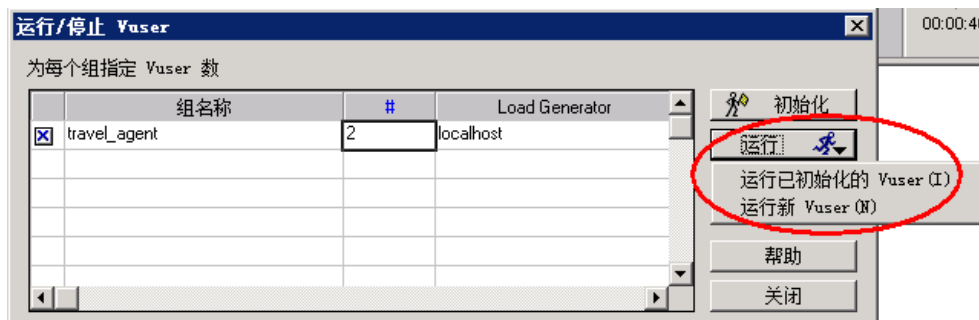 运行/停止 Vuser
00:00:4
为每个组指定 Vuser 数
组名称 # Load Generator
travel_agent 2 localhost
初始化
运行
运行已初始化的 Vuser(I)
运行新 Vuser(N)
帮助
关闭